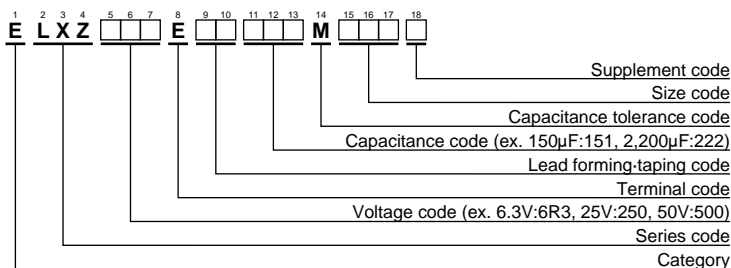 1 2 3 4 5 6 7 8 9 10 11 12 13 14 15 16 17 18
E L X Z □□□ E □□ □□□ M □□□ □
Supplement code
Size code
Capacitance tolerance code
Capacitance code (ex. 150µF:151, 2,200µF:222)
Lead forming·taping code
Terminal code
Voltage code (ex. 6.3V:6R3, 25V:250, 50V:500)
Series code
Category